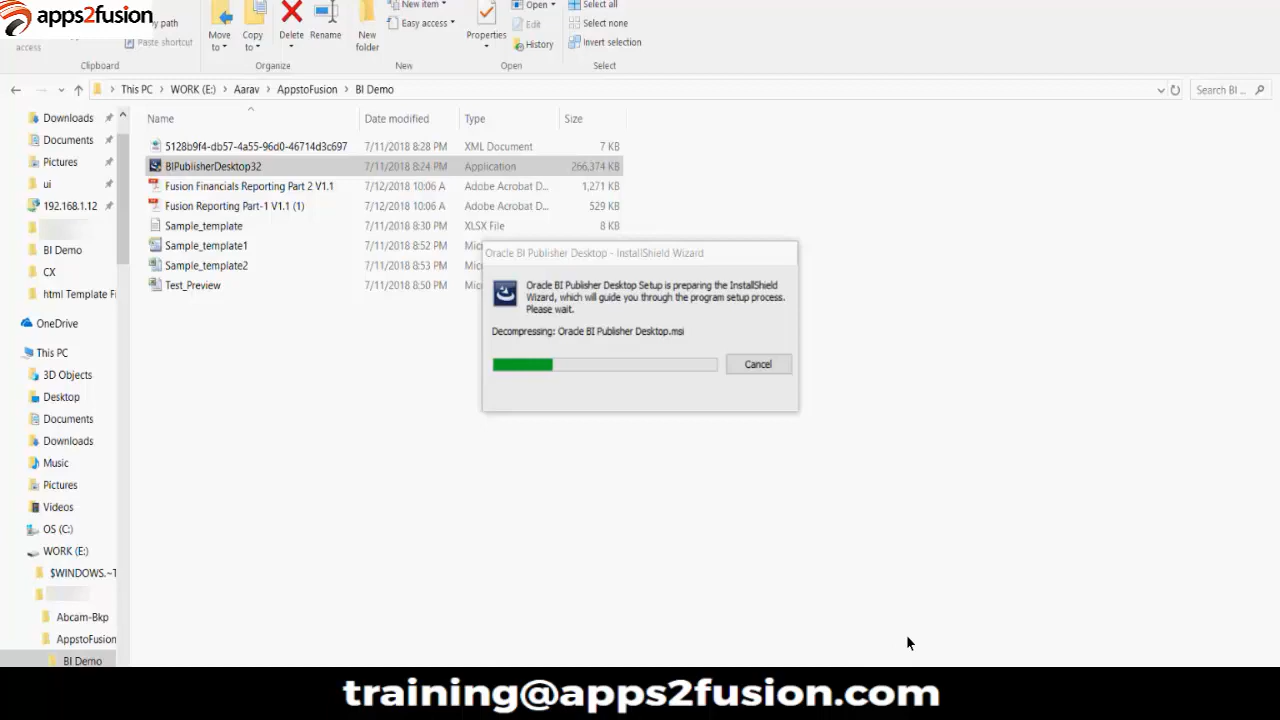 apps2fusion
access
y path
Paste shortcut
Clipboard
Move to
Copy to
Delete
Rename
Organize
New folder
New item
Easy access
New
Properties
Open
Edit
History
Open
Select all
Select none
Invert selection
Select
This PC > WORK (E:) > Aarav > AppstoFusion > BI Demo
Search BI ...
Name Date modified Type Size
5128b9f4-db57-4a55-96d0-46714d3c697 7/11/2018 8:28 PM XML Document 7 KB
BIPublisherDesktop32 7/11/2018 8:24 PM Application 266,374 KB
Fusion Financials Reporting Part 2 V1.1 7/12/2018 10:06 A Adobe Acrobat D... 1,271 KB
Fusion Reporting Part-1 V1.1 (1) 7/12/2018 10:06 A Adobe Acrobat D... 529 KB
Sample_template 7/11/2018 8:30 PM XLSX File 8 KB
Sample_template1 7/11/2018 8:52 PM Mic
Sample_template2 7/11/2018 8:53 PM Mic
Test_Preview 7/11/2018 8:50 PM Mic
Downloads
Documents
Pictures
ui
192.168.1.12
BI Demo
CX
html Template F
OneDrive
This PC
3D Objects
Desktop
Documents
Downloads
Music
Pictures
Videos
OS (C:)
WORK (E:)
$WINDOWS.~T
Abcam-Bkp
AppstoFusion
BI Demo
Oracle BI Publisher Desktop - InstallShield Wizard
Oracle BI Publisher Desktop Setup is preparing the InstallShield
Wizard, which will guide you through the program setup process.
Please wait.
Decompressing: Oracle BI Publisher Desktop.msi
Cancel
training@apps2fusion.com